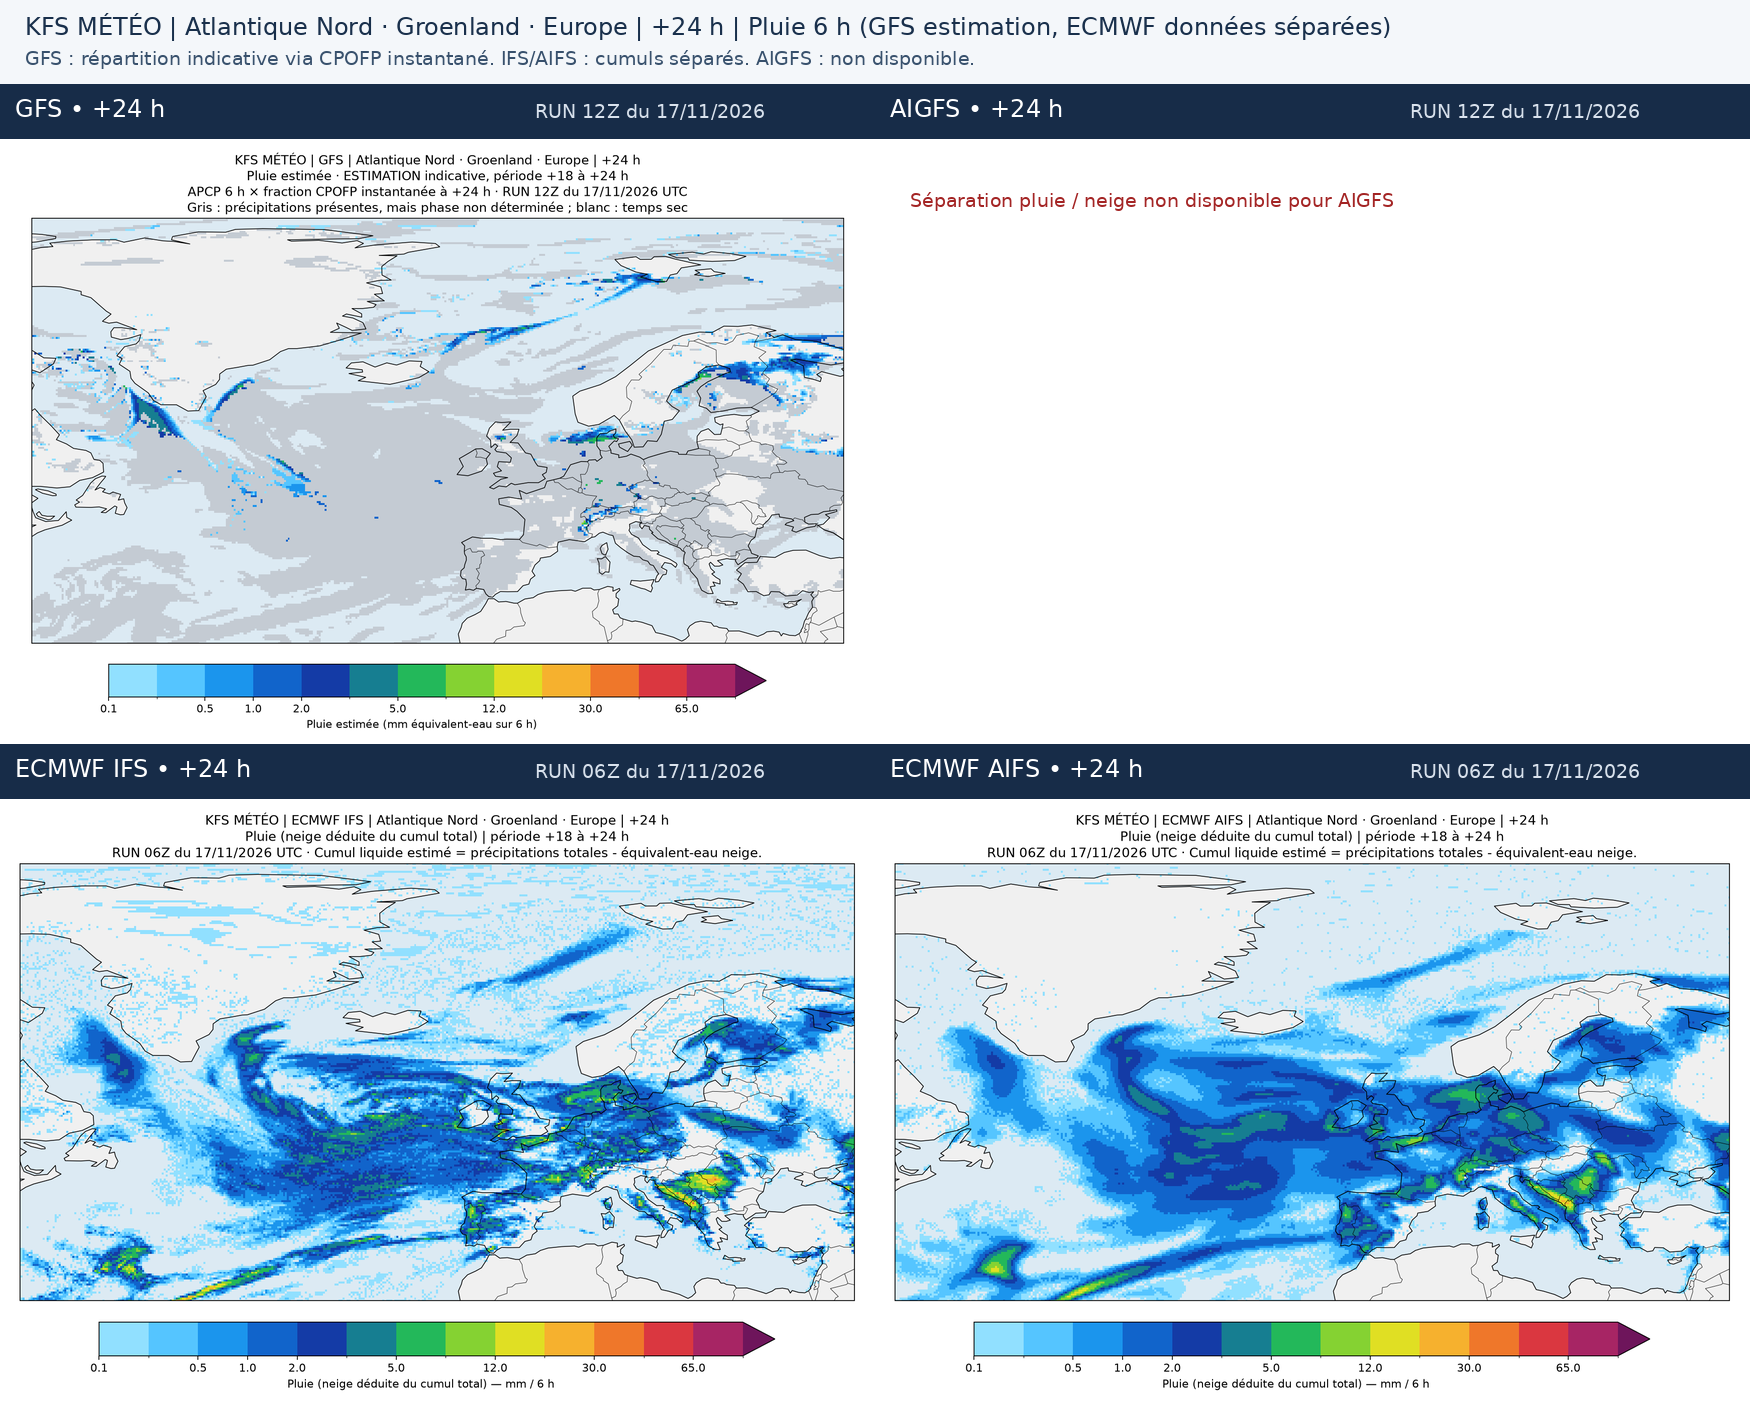 KFS MÉTÉO | Atlantique Nord · Groenland · Europe | +24 h | Pluie 6 h (GFS estimation, ECMWF données séparées)
GFS : répartition indicative via CPOFP instantané. IFS/AIFS : cumuls séparés. AIGFS : non disponible.
GFS • +24 h
RUN 12Z du 17/11/2026
KFS MÉTÉO | GFS | Atlantique Nord · Groenland · Europe | +24 h
Pluie estimée · ESTIMATION indicative, période +18 à +24 h
APCP 6 h × fraction CPOFP instantanée à +24 h · RUN 12Z du 17/11/2026 UTC
Gris : précipitations présentes, mais phase non déterminée ; blanc : temps sec
0.1 0.5 1.0 2.0 5.0 12.0 30.0 65.0
Pluie estimée (mm équivalent-eau sur 6 h)
AIGFS • +24 h
RUN 12Z du 17/11/2026
Séparation pluie / neige non disponible pour AIGFS
ECMWF IFS • +24 h
RUN 06Z du 17/11/2026
KFS MÉTÉO | ECMWF IFS | Atlantique Nord · Groenland · Europe | +24 h
Pluie (neige déduite du cumul total) | période +18 à +24 h
RUN 06Z du 17/11/2026 UTC · Cumul liquide estimé = précipitations totales - équivalent-eau neige.
0.1 0.5 1.0 2.0 5.0 12.0 30.0 65.0
Pluie (neige déduite du cumul total) — mm / 6 h
ECMWF AIFS • +24 h
RUN 06Z du 17/11/2026
KFS MÉTÉO | ECMWF AIFS | Atlantique Nord · Groenland · Europe | +24 h
Pluie (neige déduite du cumul total) | période +18 à +24 h
RUN 06Z du 17/11/2026 UTC · Cumul liquide estimé = précipitations totales - équivalent-eau neige.
0.1 0.5 1.0 2.0 5.0 12.0 30.0 65.0
Pluie (neige déduite du cumul total) — mm / 6 h